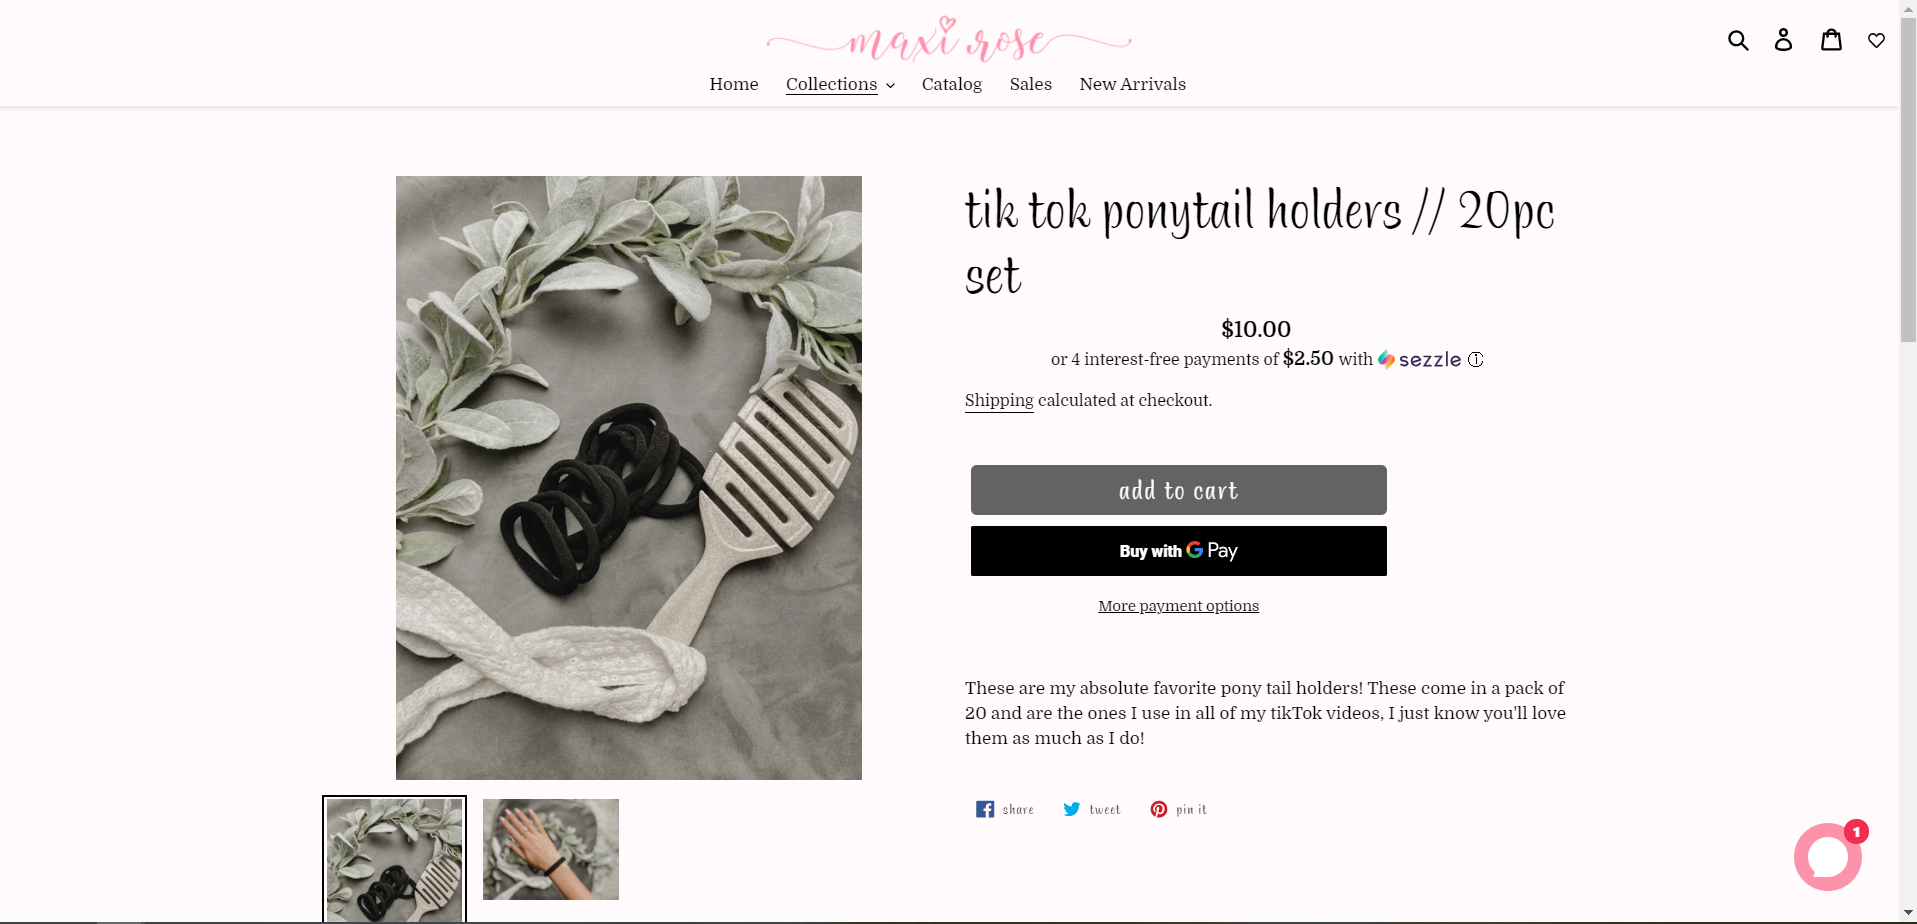 maxi rose
Home Collections Catalog Sales New Arrivals
tik tok ponytail holders // 20pc
set
$10.00
or 4 interest-free payments of $2.50 with sezzle
Shipping calculated at checkout.
add to cart
Buy with G Pay
More payment options
These are my absolute favorite pony tail holders! These come in a pack of
20 and are the ones I use in all of my tikTok videos, I just know you'll love
them as much as I do!
share tweet pin it
1